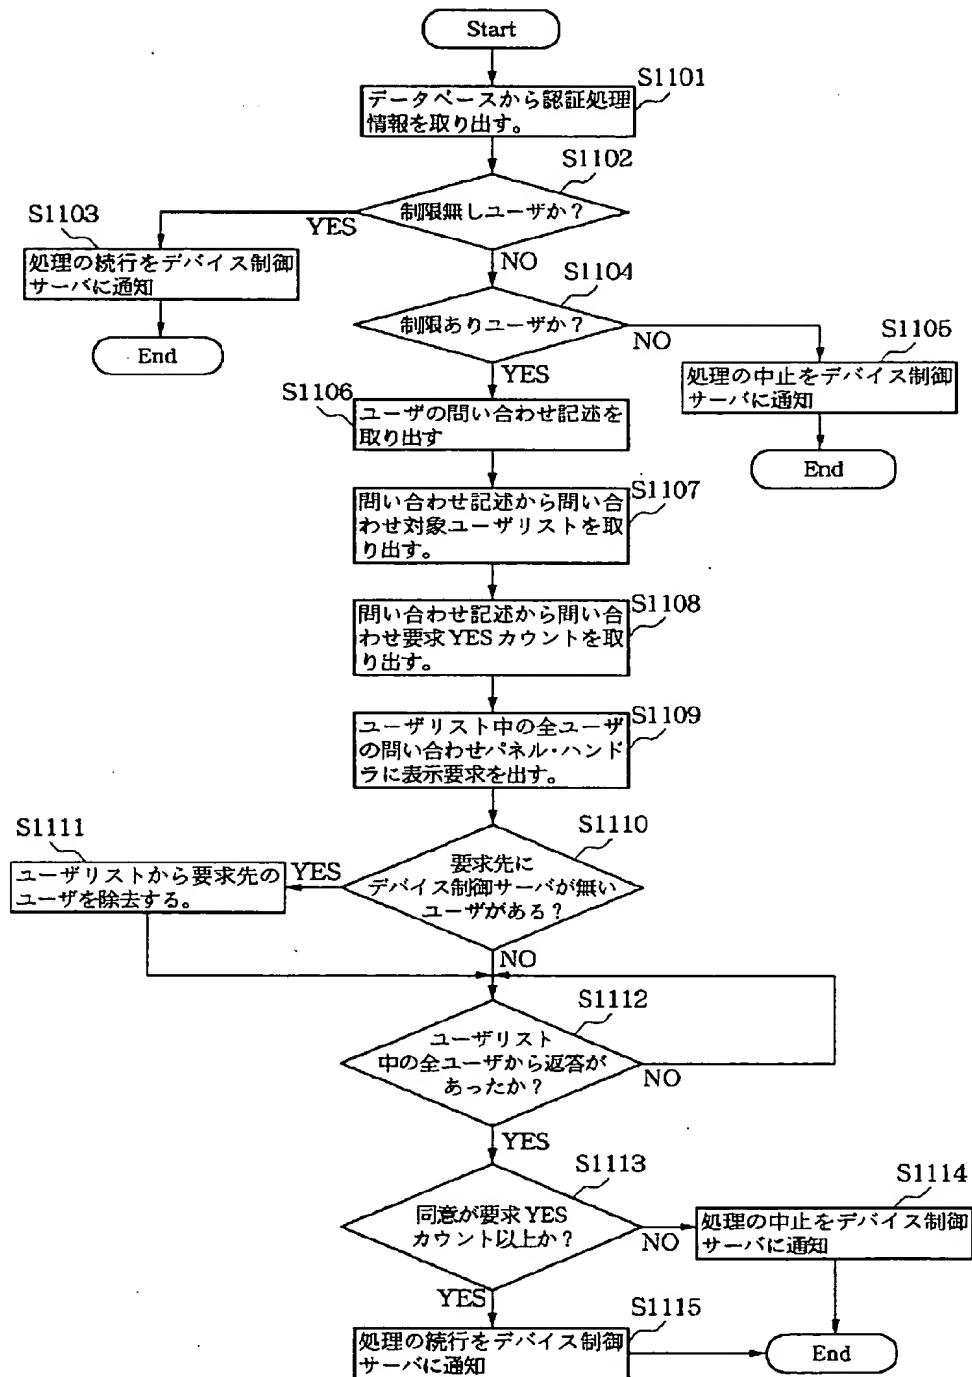 Start
S1101
データベースから認証処理
情報を取り出す。
S1102
制限無しユーザか?
YES
NO
S1103
処理の続行をデバイス制御
サーバに通知
End
S1104
制限ありユーザか?
NO
YES
S1105
処理の中止をデバイス制御
サーバに通知
End
S1106
ユーザの問い合わせ記述を
取り出す
S1107
問い合わせ記述から問い合
わせ対象ユーザリストを取
り出す。
S1108
問い合わせ記述から問い合
わせ要求YESカウントを取
り出す。
S1109
ユーザリスト中の全ユーザ
の問い合わせパネル・ハンド
ラに表示要求を出す。
S1110
要求先に
デバイス制御サーバが無い
ユーザがある?
YES
NO
S1111
ユーザリストから要求先の
ユーザを除去する。
S1112
ユーザリスト
中の全ユーザから返答が
あったか?
NO
YES
S1113
同意が要求YES
カウント以上か?
NO
YES
S1114
処理の中止をデバイス制御
サーバに通知
S1115
処理の続行をデバイス制御
サーバに通知
End